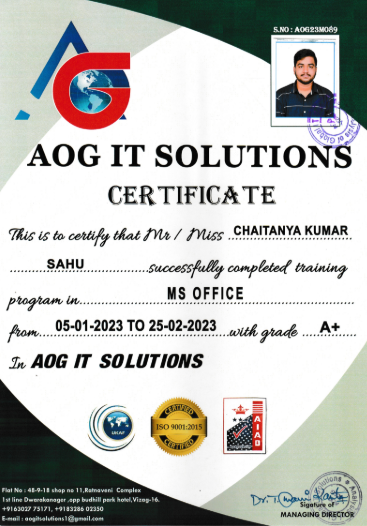 S.NO : AOG23M089
G
AOG IT SOLUTIONS
CERTIFICATE
This is to certify that Mr / Miss CHAITANYA KUMAR
SAHU successfully completed training
program in MS OFFICE
from 05-01-2023 TO 25-02-2023 with grade A+
In AOG IT SOLUTIONS
UKAF
CERTIFIED
ISO 9001:2015
CERTIFIED
AIAO
Flat No : 48-9-18 shop no 11,Ratnaveni Complex
1st line Dwarakanagar ,opp budhill park hotel,Vizag-16.
+9163027 75171, +9183286 02350
E-mail : aogitsolutions1@gmail.com
Signature of
MANAGING DIRECTOR